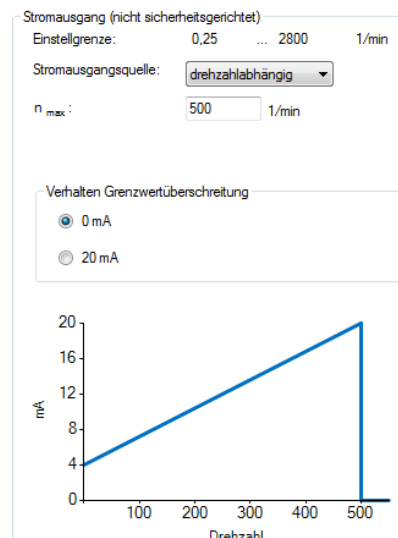 Stromausgang (nicht sicherheitsgerichtet)
Einstellgrenze: 0,25 ... 2800 1/min
Stromausgangsquelle: drehzahlabhängig
n max : 500 1/min
Verhalten Grenzwertüberschreitung
0 mA
20 mA
20
16
12
8
4
0
mA
100 200 300 400 500
Drehzahl